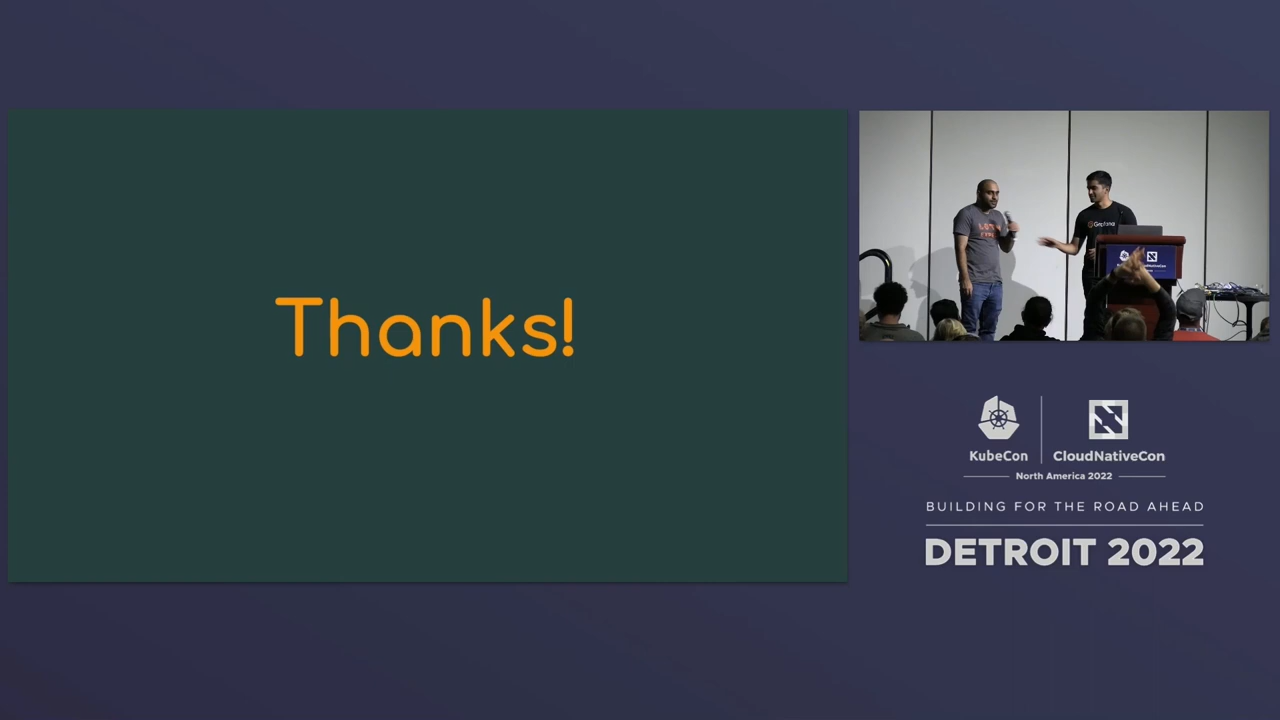 Thanks!
KubeCon
CloudNativeCon
North America 2022
BUILDING FOR THE ROAD AHEAD
DETROIT 2022